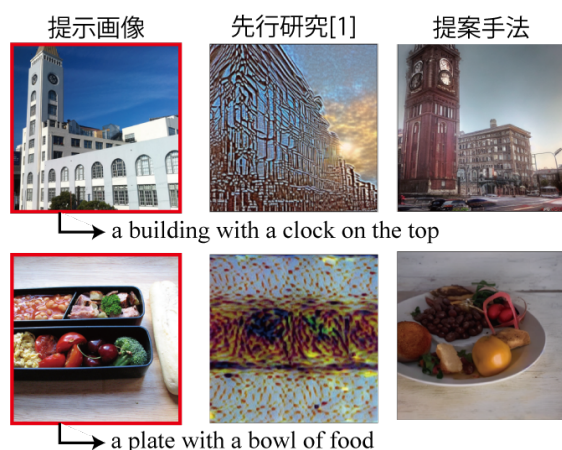 提示画像 先行研究[1] 提案手法
a building with a clock on the top
a plate with a bowl of food